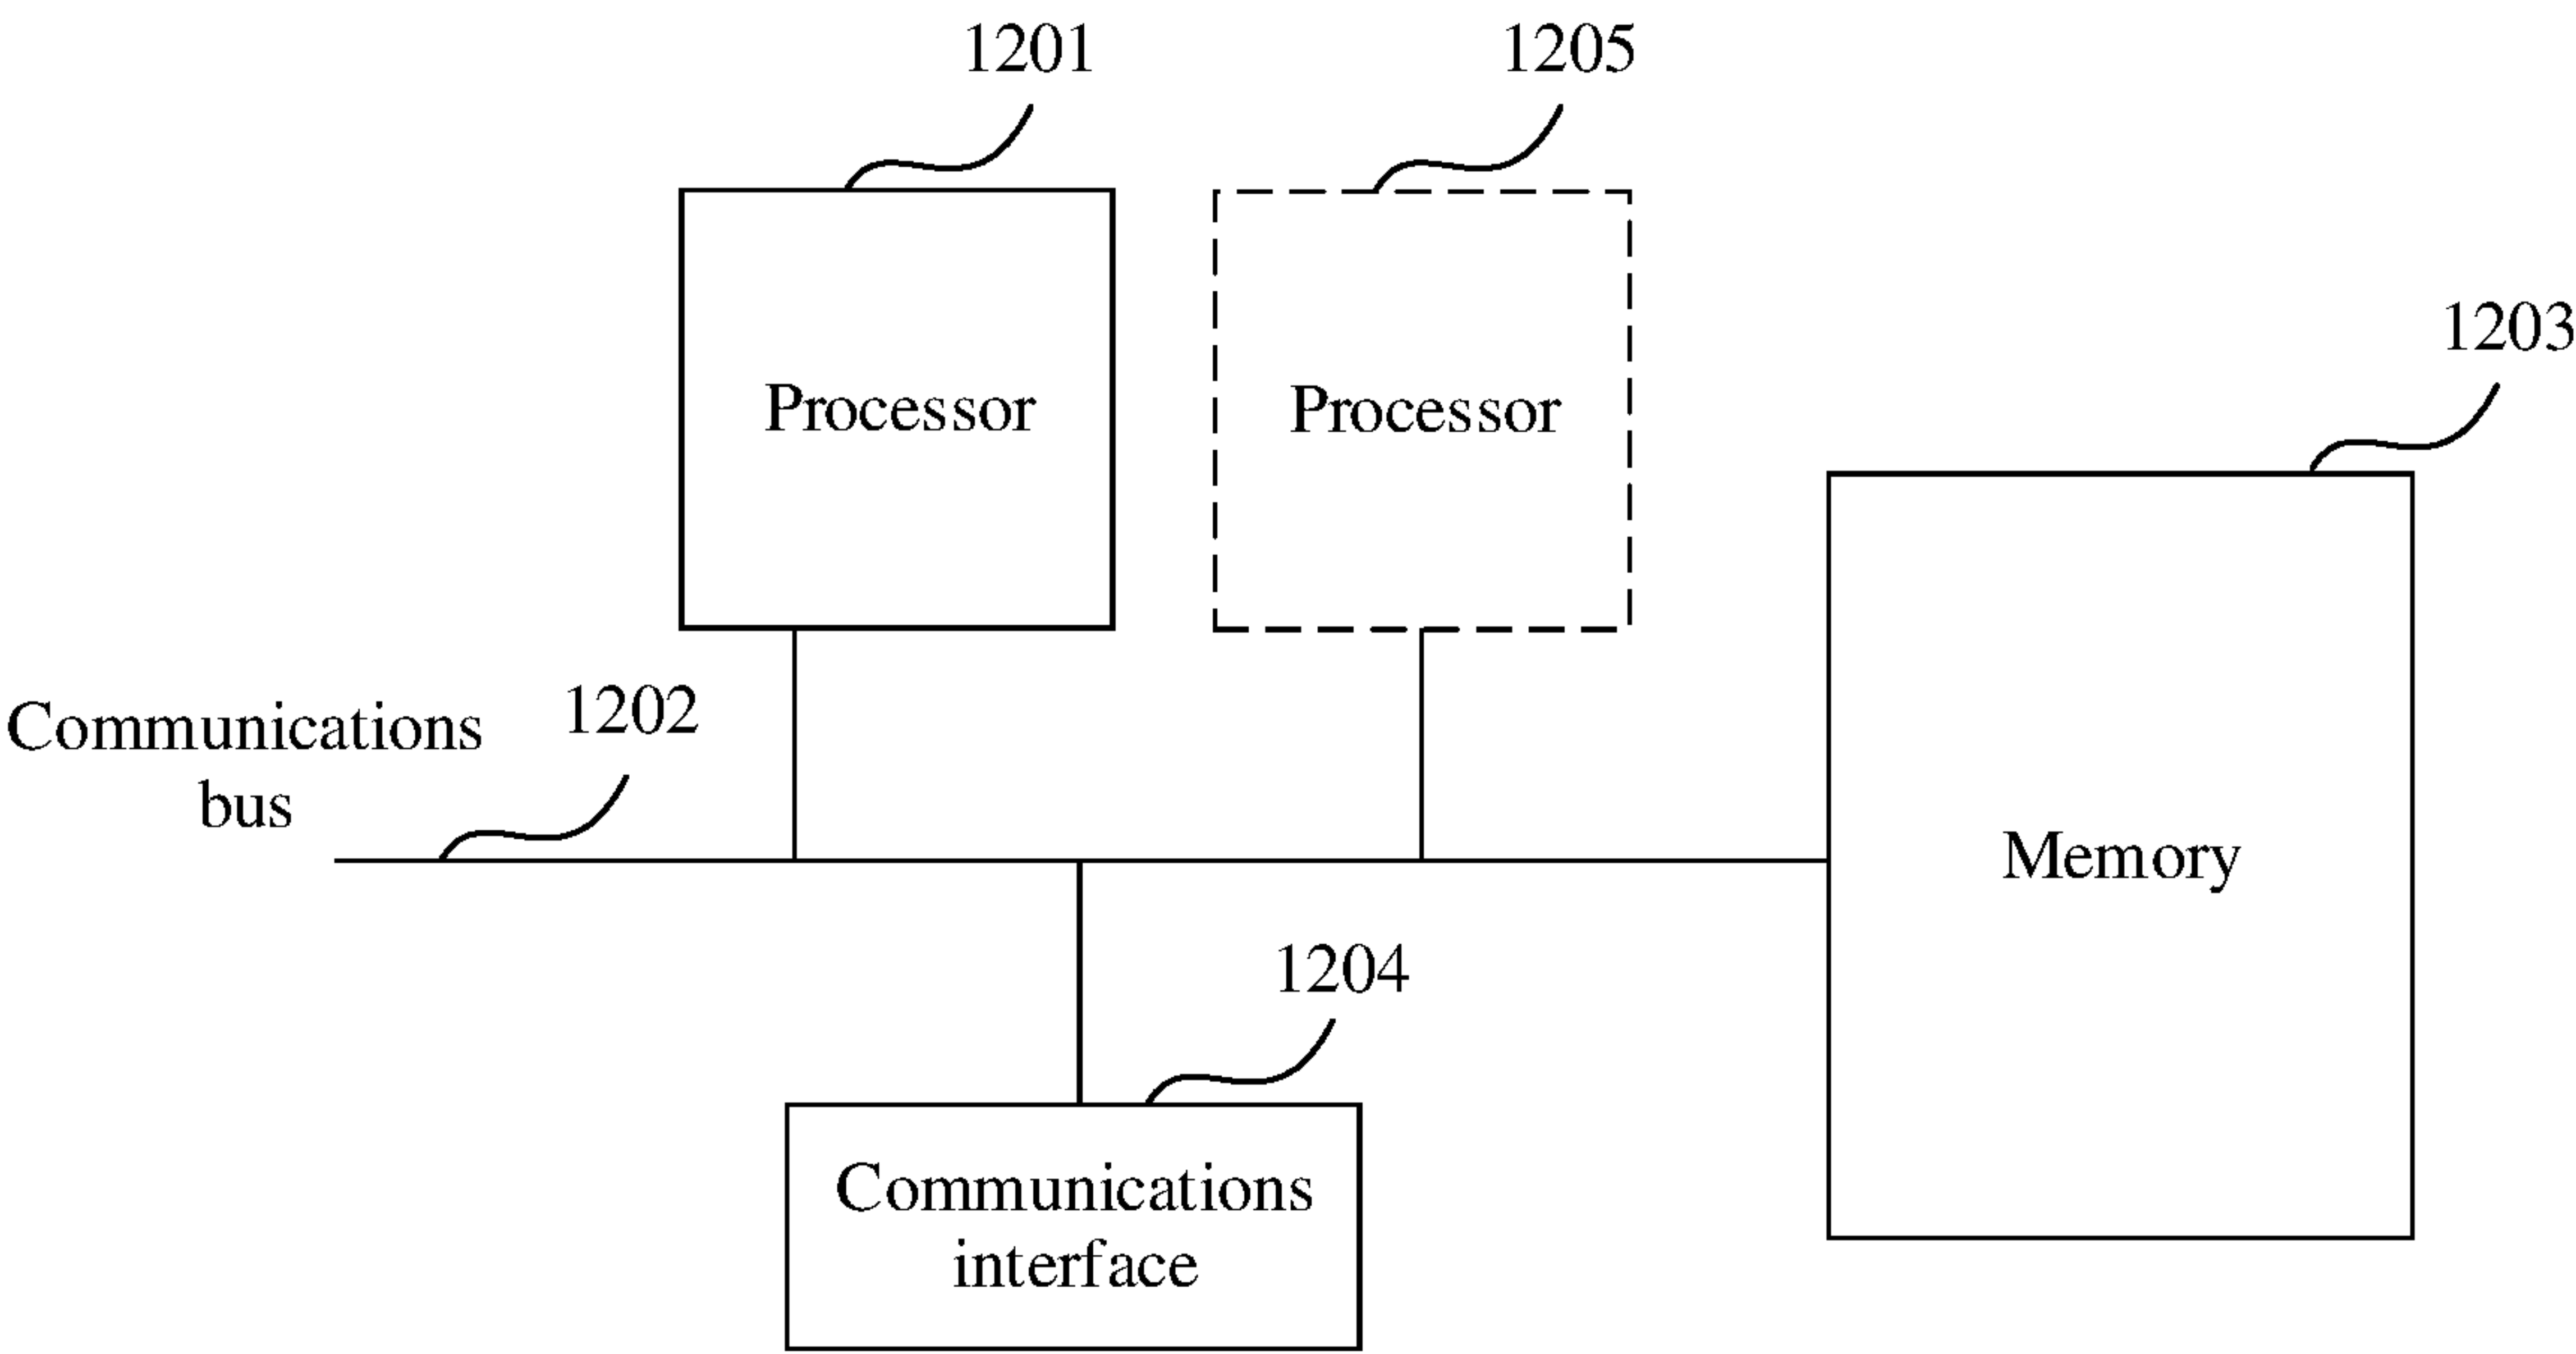 1201
1205
Processor
Processor
1203
Communications
bus
1202
Memory
1204
Communications
interface